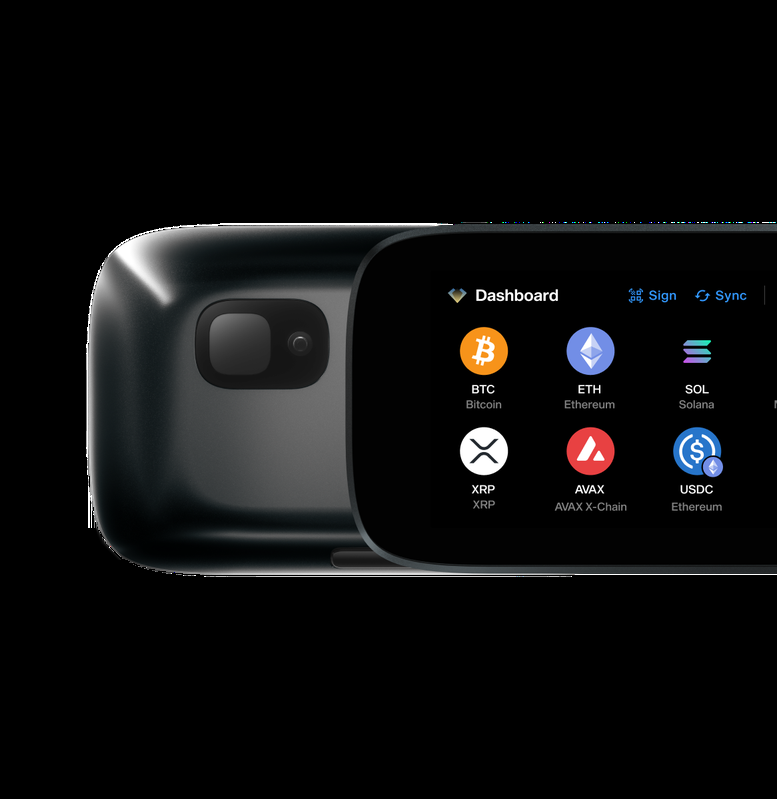 Dashboard
Sign
Sync
BTC
ETH
SOL
Bitcoin
Ethereum
Solana
XRP
AVAX
USDC
XRP
AVAX X-Chain
Ethereum